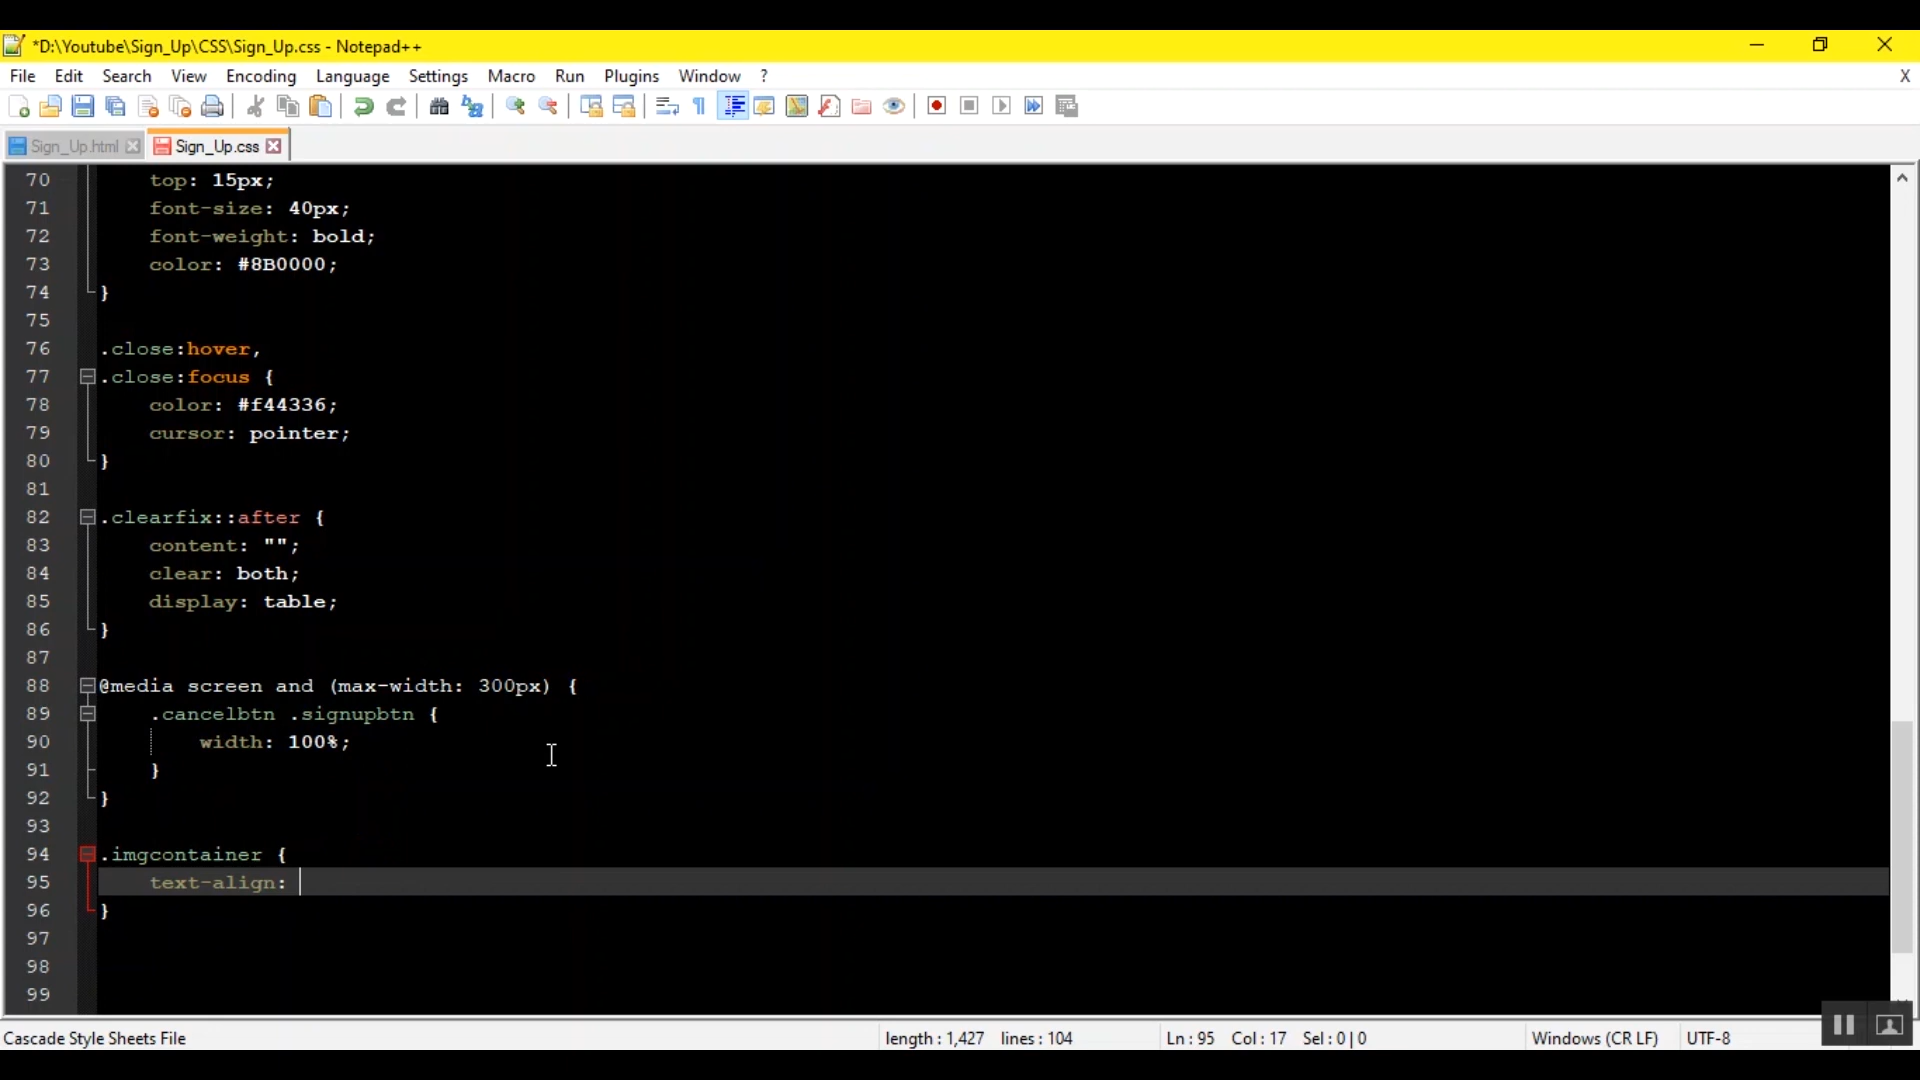 *D:\Youtube\Sign_Up\CSS\Sign_Up.css - Notepad++
File Edit Search View Encoding Language Settings Macro Run Plugins Window ? X
Sign_Up.html Sign_Up.css
70 top: 15px;
71 font-size: 40px;
72 font-weight: bold;
73 color: #8B0000;
74 }
75
76 .close:hover,
77 .close:focus {
78 color: #f44336;
79 cursor: pointer;
80 }
81
82 .clearfix::after {
83 content: "";
84 clear: both;
85 display: table;
86 }
87
88 @media screen and (max-width: 300px) {
89 .cancelbtn .signupbtn {
90 width: 100%;
91 }
92 }
93
94 .imgcontainer {
95 text-align:
96 }
97
98
99
Cascade Style Sheets File length : 1,427 lines : 104 Ln : 95 Col : 17 Sel : 0 | 0 Windows (CR LF) UTF-8